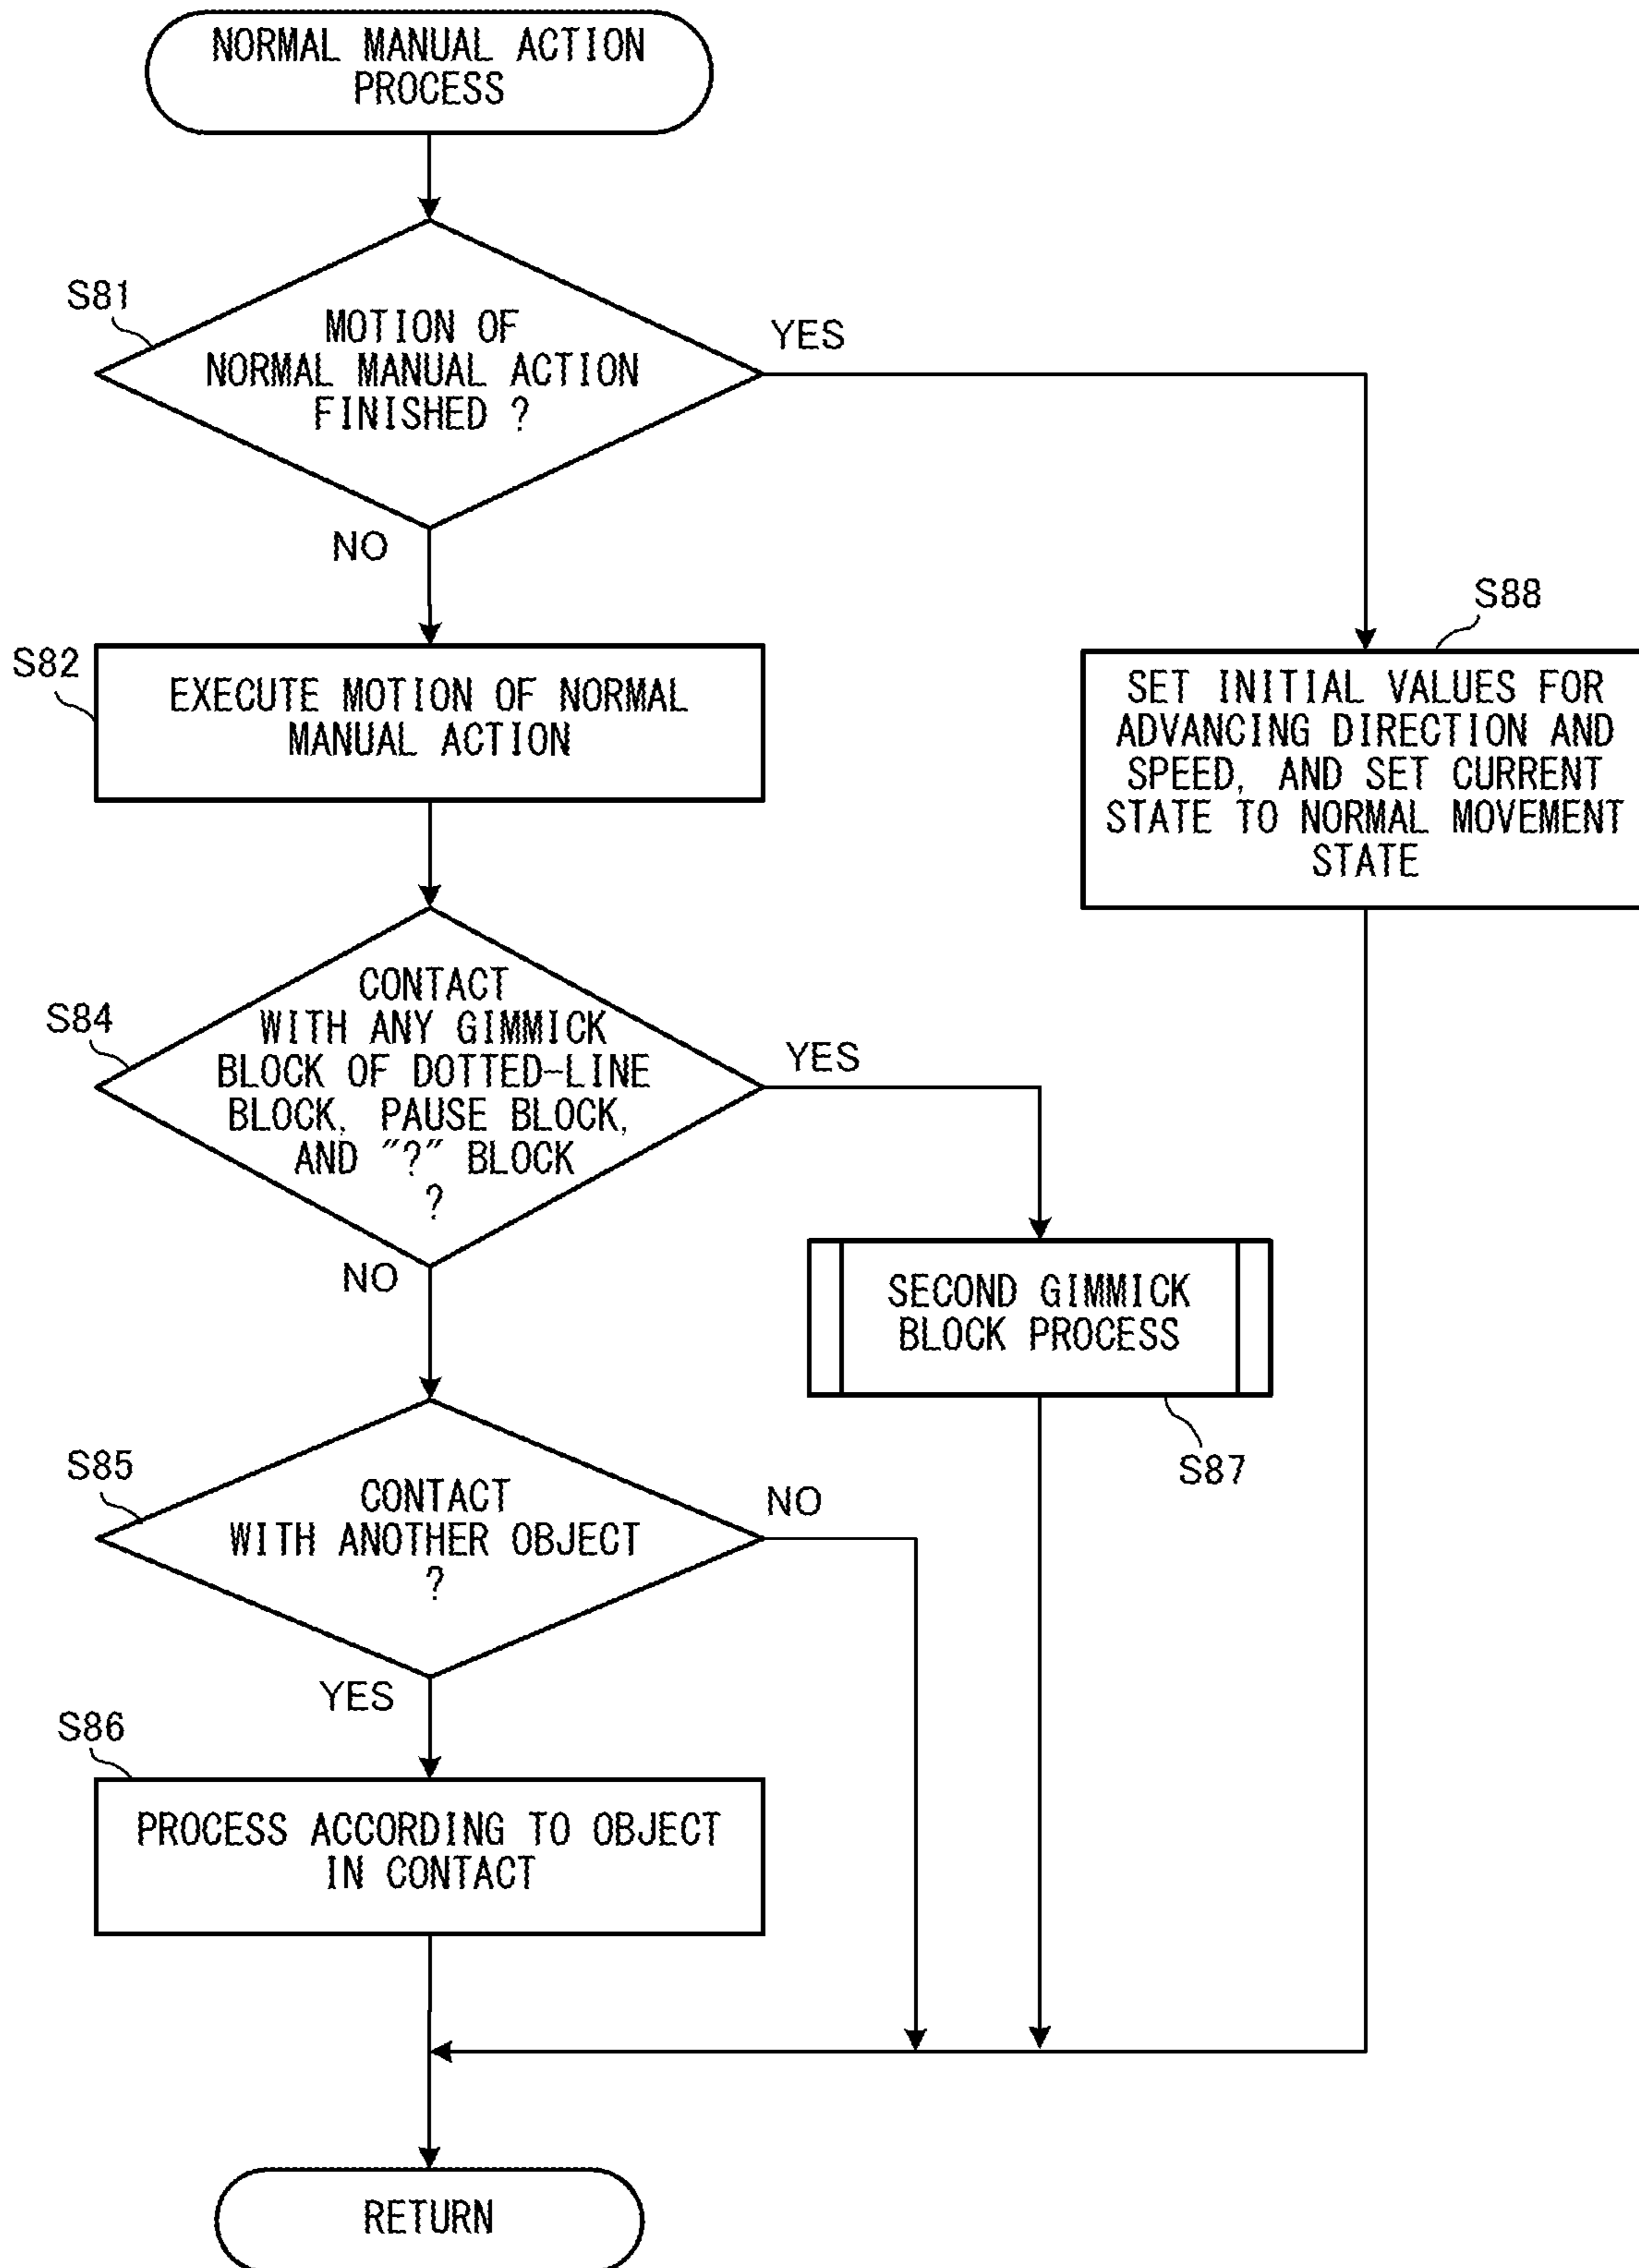 NORMAL MANUAL ACTION
PROCESS
S81
MOTION OF
NORMAL MANUAL ACTION
FINISHED ?
YES
NO
S88
SET INITIAL VALUES FOR
ADVANCING DIRECTION AND
SPEED, AND SET CURRENT
STATE TO NORMAL MOVEMENT
STATE
S82
EXECUTE MOTION OF NORMAL
MANUAL ACTION
S84
CONTACT
WITH ANY GIMMICK
BLOCK OF DOTTED-LINE
BLOCK, PAUSE BLOCK,
AND "?" BLOCK
?
YES
NO
SECOND GIMMICK
BLOCK PROCESS
S87
S85
CONTACT
WITH ANOTHER OBJECT
?
NO
YES
S86
PROCESS ACCORDING TO OBJECT
IN CONTACT
RETURN